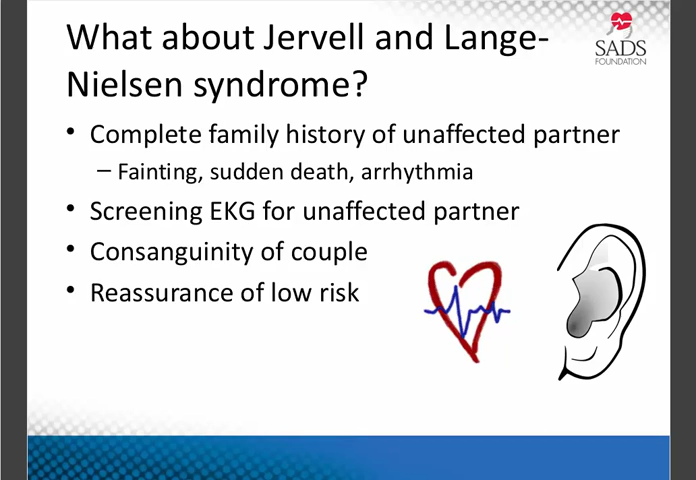 What about Jervell and Lange-
Nielsen syndrome?
SADS
FOUNDATION
• Complete family history of unaffected partner
– Fainting, sudden death, arrhythmia
• Screening EKG for unaffected partner
• Consanguinity of couple
• Reassurance of low risk